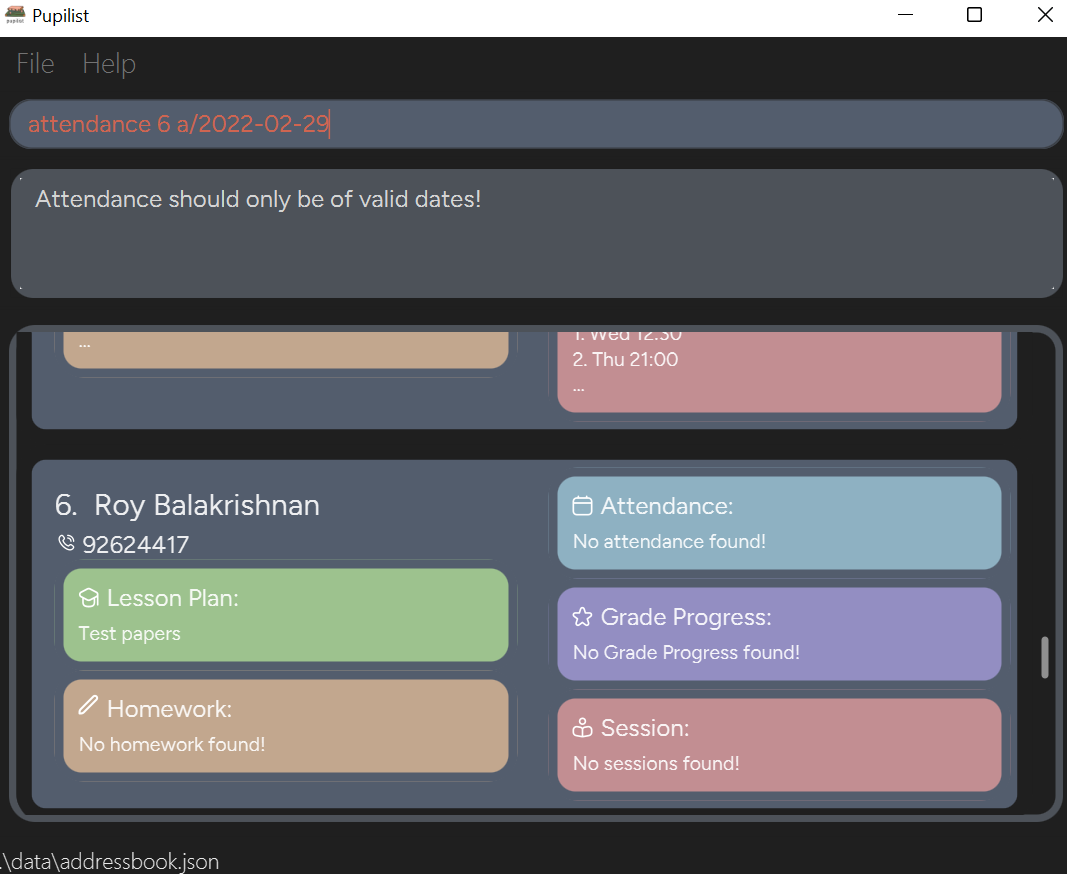 Pupilist
File Help
attendance 6 a/2022-02-29
Attendance should only be of valid dates!
...
1. Wed 12:30
2. Thu 21:00
...
6. Roy Balakrishnan
92624417
Lesson Plan:
Test papers
Homework:
No homework found!
Attendance:
No attendance found!
Grade Progress:
No Grade Progress found!
Session:
No sessions found!
.\data\addressbook.json